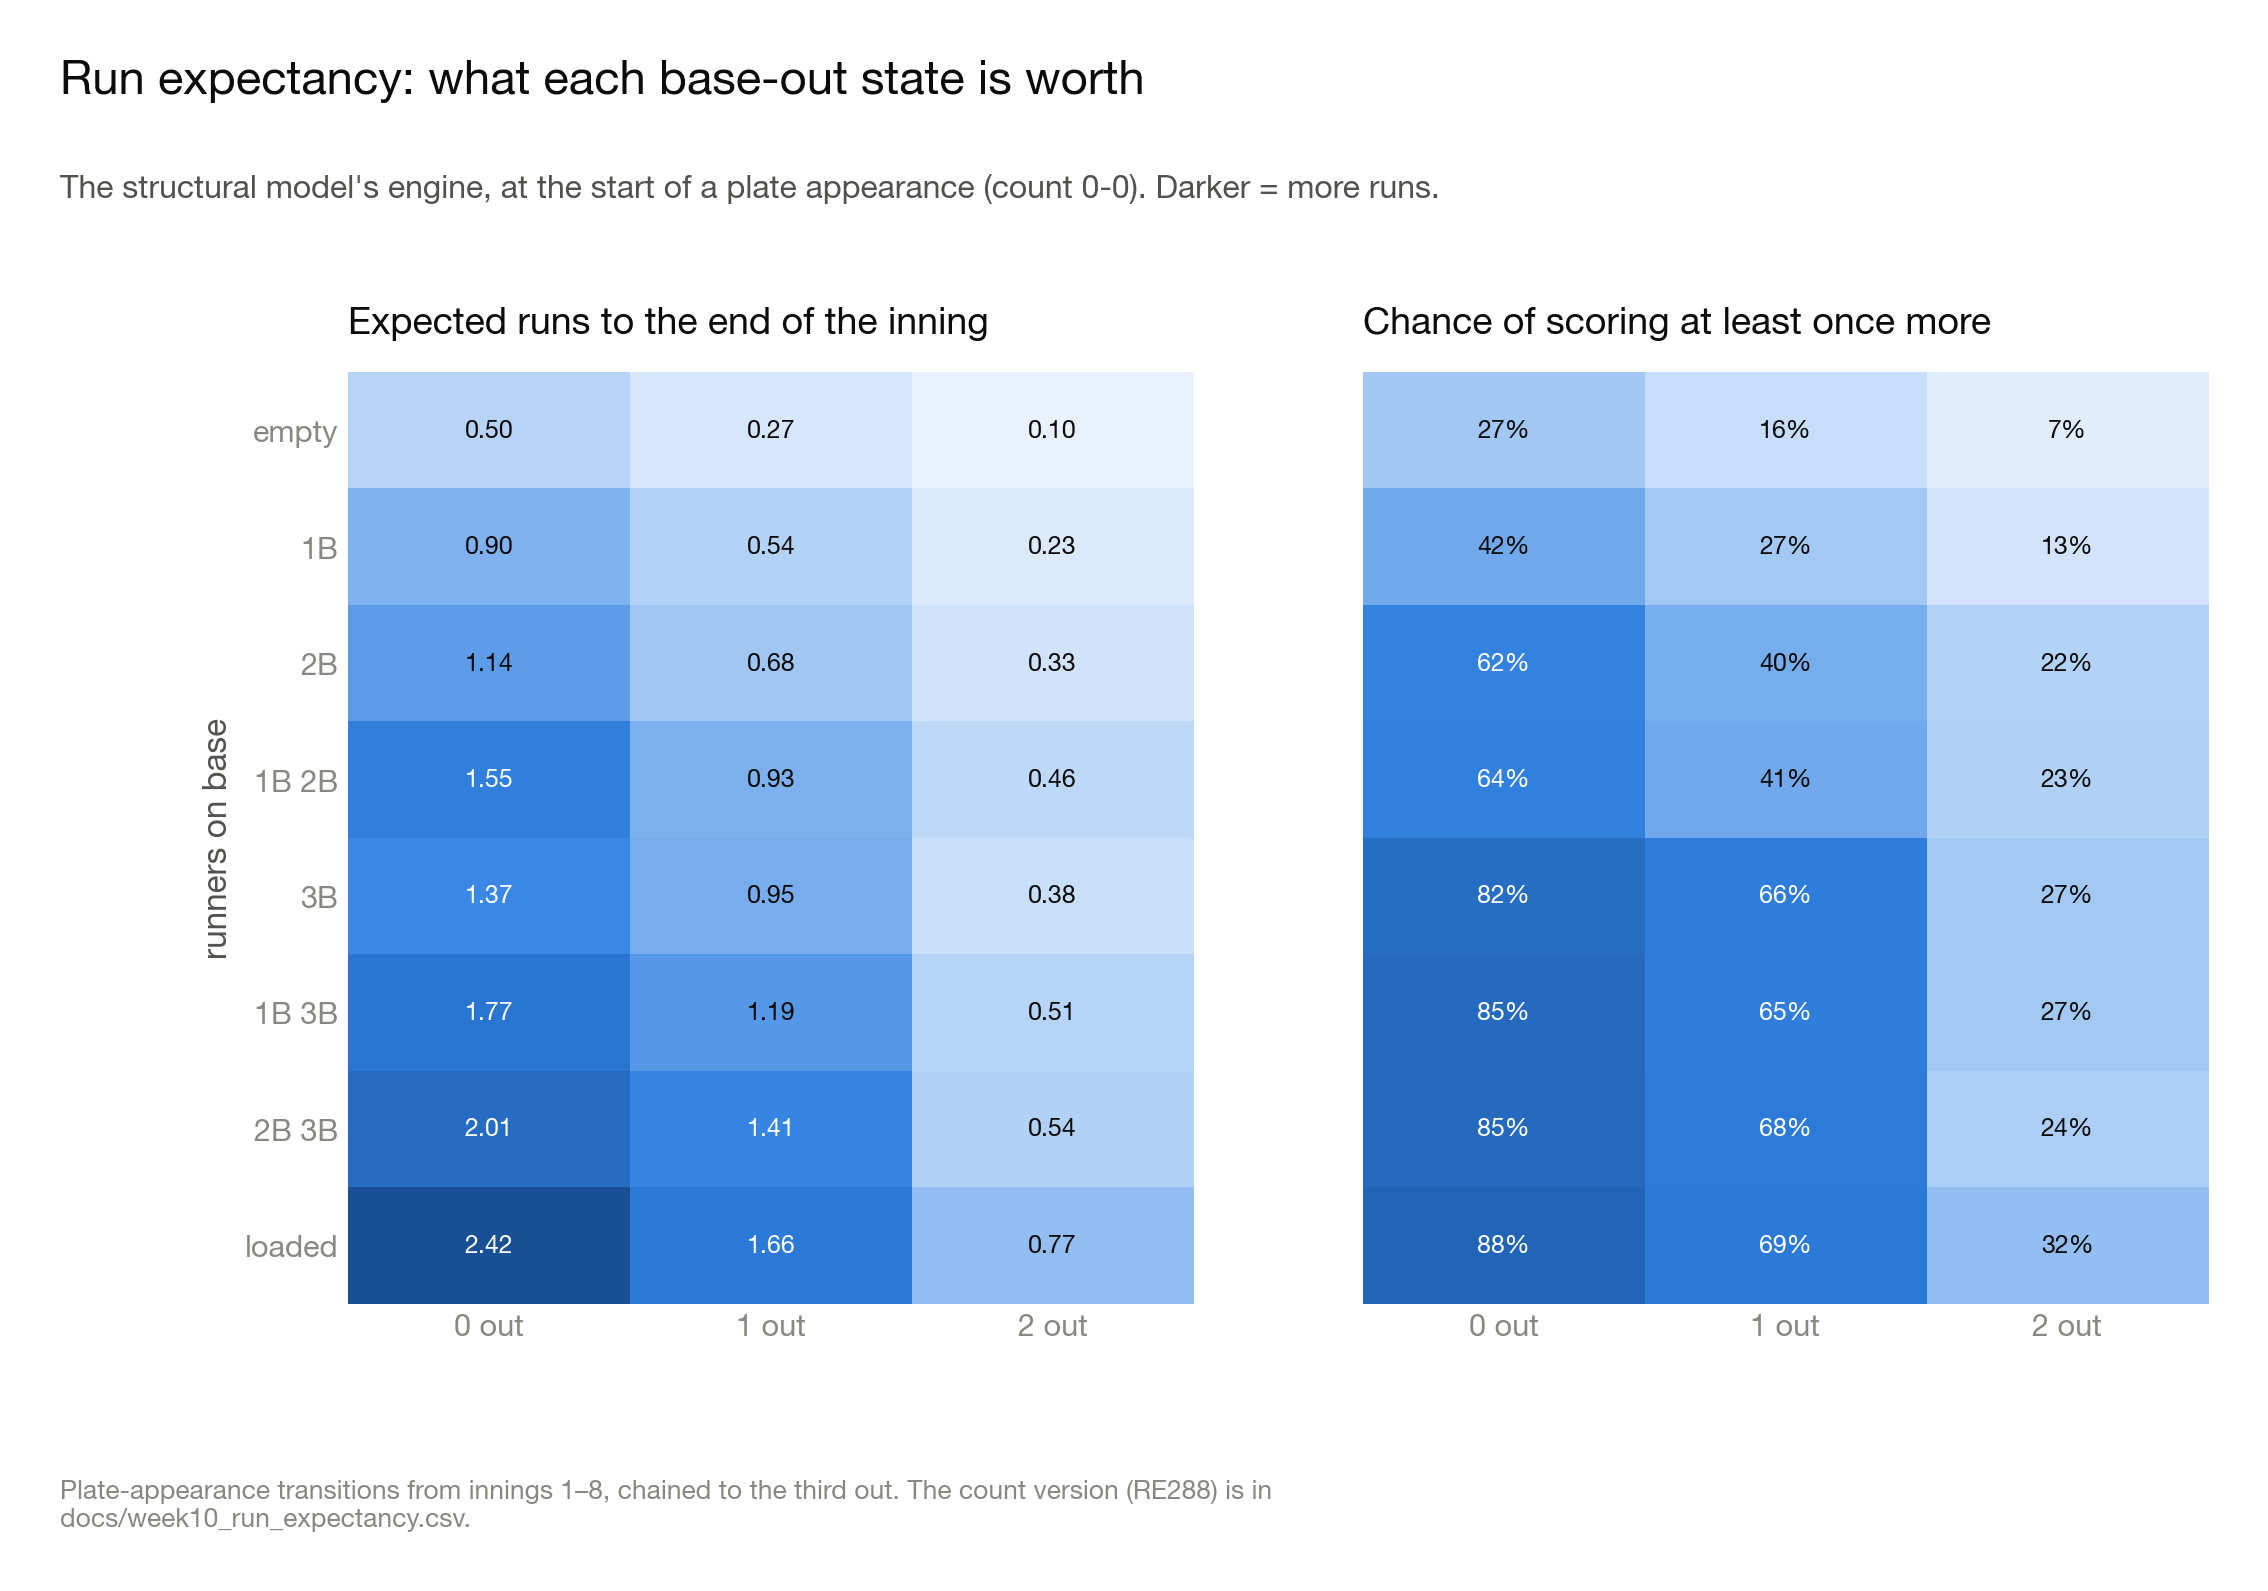 Run expectancy: what each base-out state is worth
The structural model's engine, at the start of a plate appearance (count 0-0). Darker = more runs.
Expected runs to the end of the inning
runners on base
empty 0.50 0.27 0.10
1B 0.90 0.54 0.23
2B 1.14 0.68 0.33
1B 2B 1.55 0.93 0.46
3B 1.37 0.95 0.38
1B 3B 1.77 1.19 0.51
2B 3B 2.01 1.41 0.54
loaded 2.42 1.66 0.77
0 out 1 out 2 out
Chance of scoring at least once more
27% 16% 7%
42% 27% 13%
62% 40% 22%
64% 41% 23%
82% 66% 27%
85% 65% 27%
85% 68% 24%
88% 69% 32%
0 out 1 out 2 out
Plate-appearance transitions from innings 1–8, chained to the third out. The count version (RE288) is in
docs/week10_run_expectancy.csv.